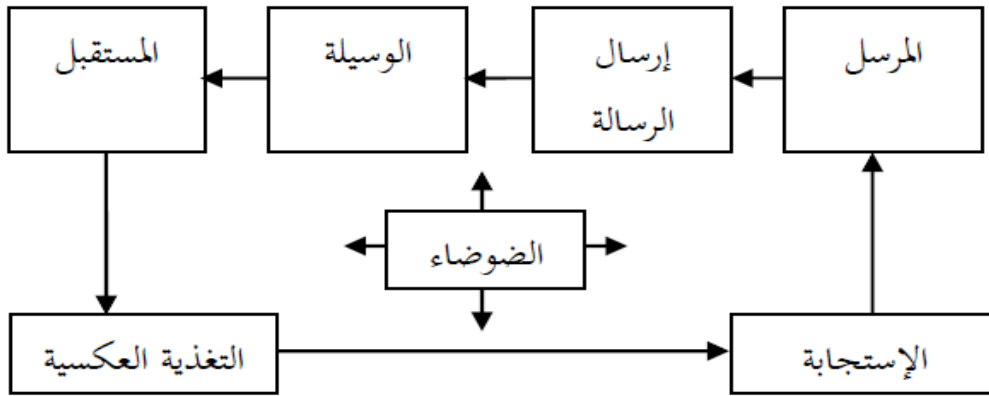 المرسل
إرسال
الرسالة
الوسيلة
المستقبل
الضوضاء
الإستجابة
التغذية العكسية